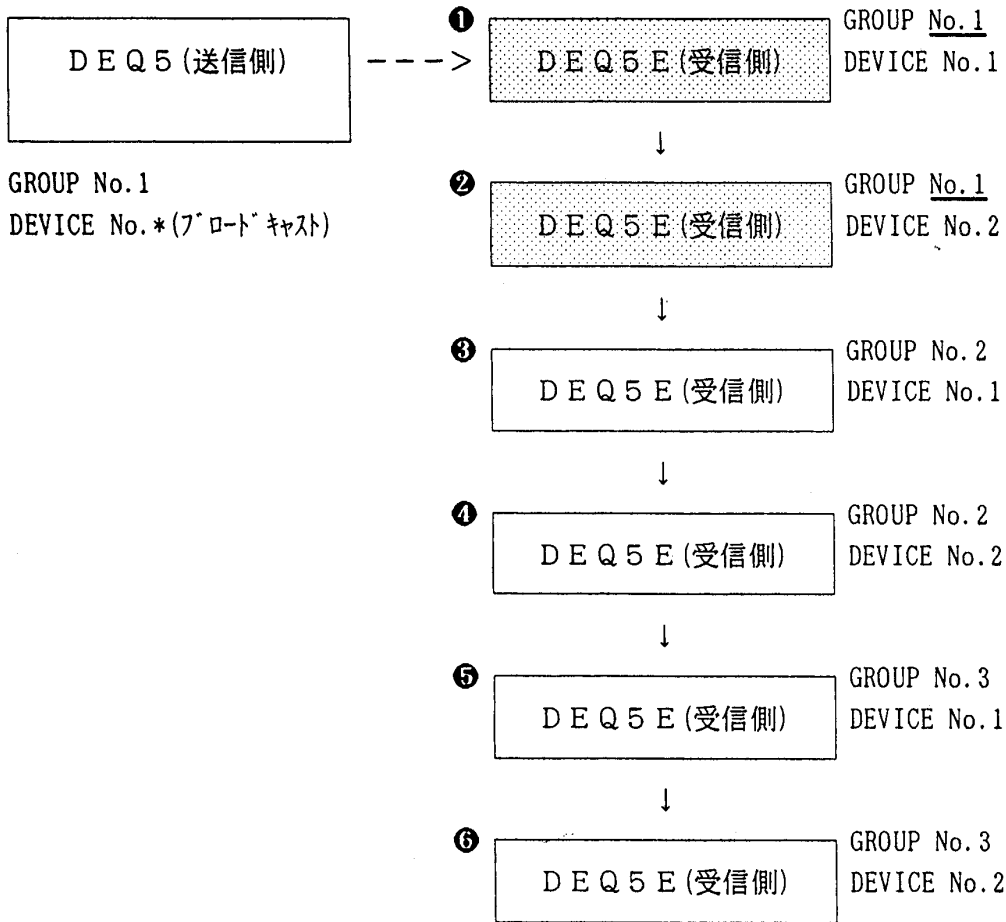 DEQ5(送信側)
--->
GROUP No.1
DEVICE No.*(ブロードキャスト)
❶
DEQ5E(受信側)
GROUP No.1
DEVICE No.1
↓
❷
DEQ5E(受信側)
GROUP No.1
DEVICE No.2
↓
❸
DEQ5E(受信側)
GROUP No.2
DEVICE No.1
↓
❹
DEQ5E(受信側)
GROUP No.2
DEVICE No.2
↓
❺
DEQ5E(受信側)
GROUP No.3
DEVICE No.1
↓
❻
DEQ5E(受信側)
GROUP No.3
DEVICE No.2